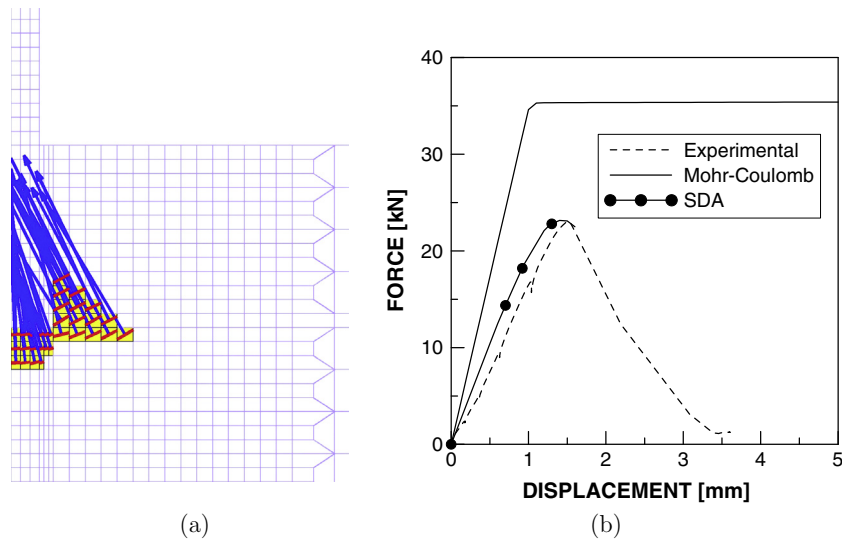 40
30
20
10
0
FORCE [kN]
Experimental
Mohr-Coulomb
SDA
0 1 2 3 4 5
DISPLACEMENT [mm]
(a) (b)